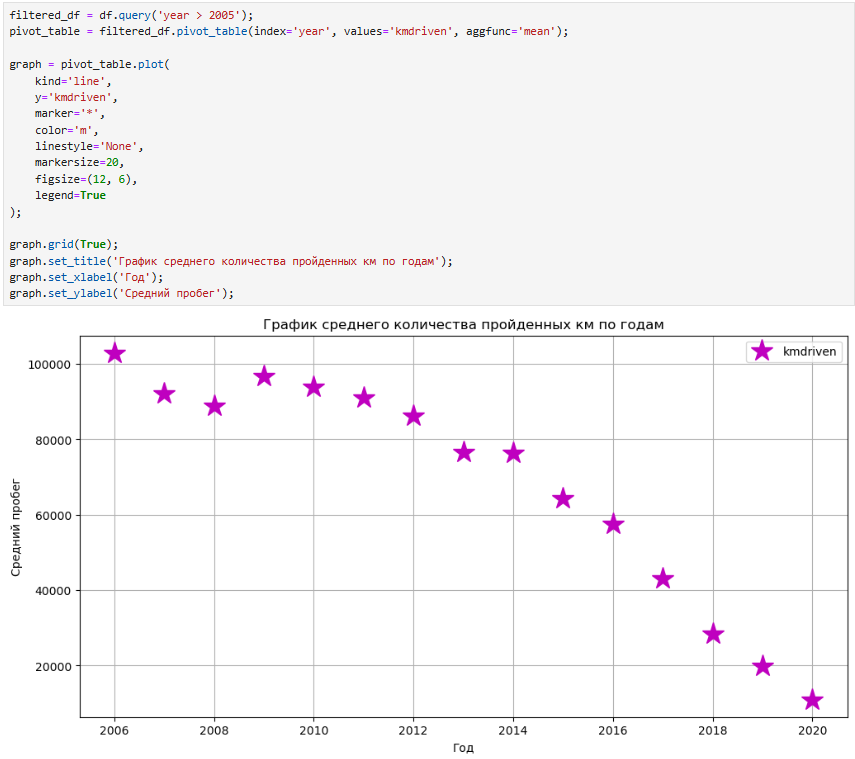 filtered_df = df.query('year > 2005');
pivot_table = filtered_df.pivot_table(index='year', values='kmdriven', aggfunc='mean');
graph = pivot_table.plot(
    kind='line',
    y='kmdriven',
    marker='*',
    color='m',
    linestyle='None',
    markersize=20,
    figsize=(12, 6),
    legend=True
);
graph.grid(True);
graph.set_title('График среднего количества пройденных км по годам');
graph.set_xlabel('Год');
graph.set_ylabel('Средний пробег');
График среднего количества пройденных км по годам
kmdriven
100000
80000
60000
40000
20000
Средний пробег
2006 2008 2010 2012 2014 2016 2018 2020
Год